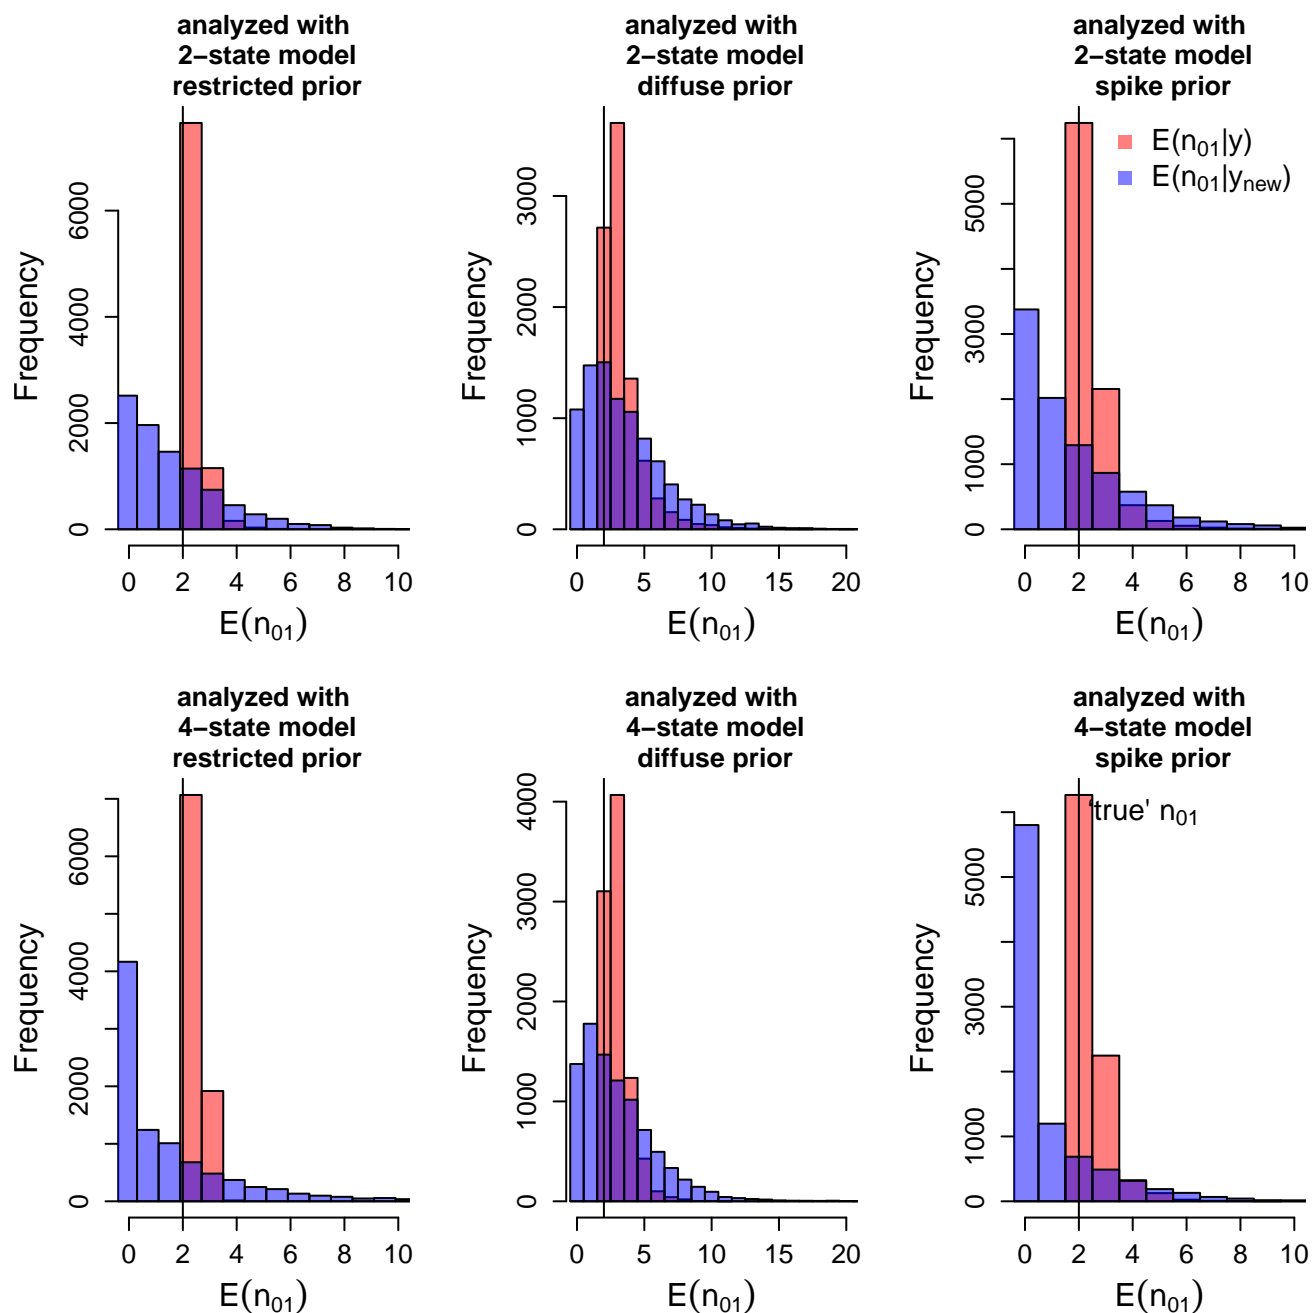 analyzed with
2−state model
restricted prior
Frequency
0
2000
4000
6000
0 2 4 6 8 10
E(n01)
analyzed with
2−state model
diffuse prior
Frequency
0
1000
2000
3000
0 5 10 15 20
E(n01)
analyzed with
2−state model
spike prior
E(n01|y)
E(n01|ynew)
Frequency
0
1000
3000
5000
0 2 4 6 8 10
E(n01)
analyzed with
4−state model
restricted prior
Frequency
0
2000
4000
6000
0 2 4 6 8 10
E(n01)
analyzed with
4−state model
diffuse prior
Frequency
0
1000
2000
3000
4000
0 5 10 15 20
E(n01)
analyzed with
4−state model
spike prior
‘true' n01
Frequency
0
1000
3000
5000
0 2 4 6 8 10
E(n01)